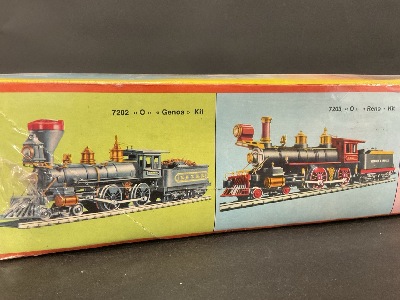 7202 «O» «Genoa» Kit
7203 «O» «Reno» Kit